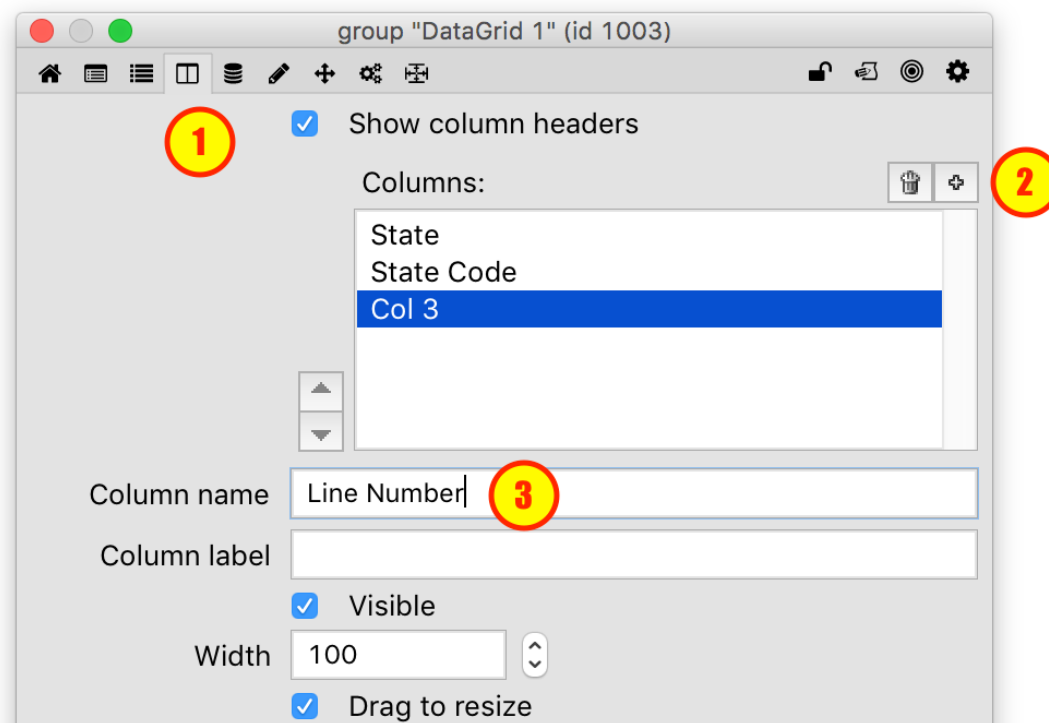 group "DataGrid 1" (id 1003)
1
Show column headers
Columns:
2
State
State Code
Col 3
Column name
Line Number
3
Column label
Visible
Width
100
Drag to resize